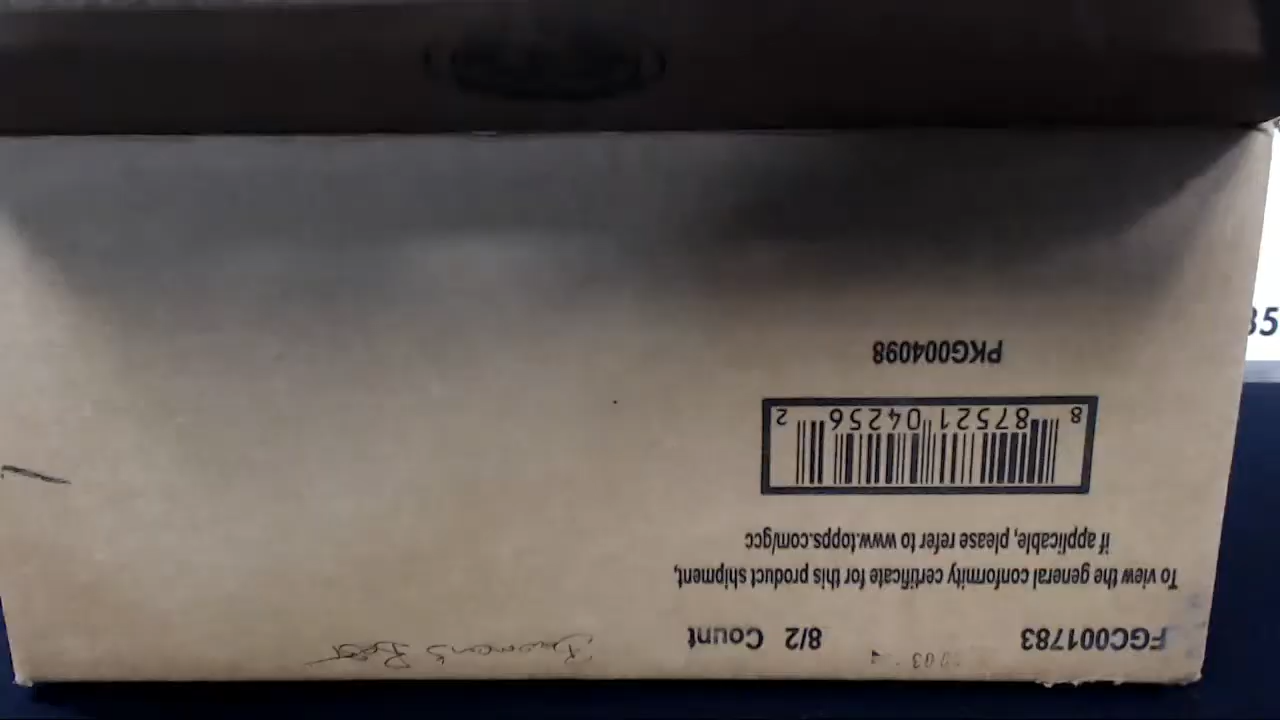 FGC001783 8/2 Count
To view the general conformity certificate for this product shipment,
if applicable, please refer to www.topps.com/gcc
8 87521 04256 2
PKG004098